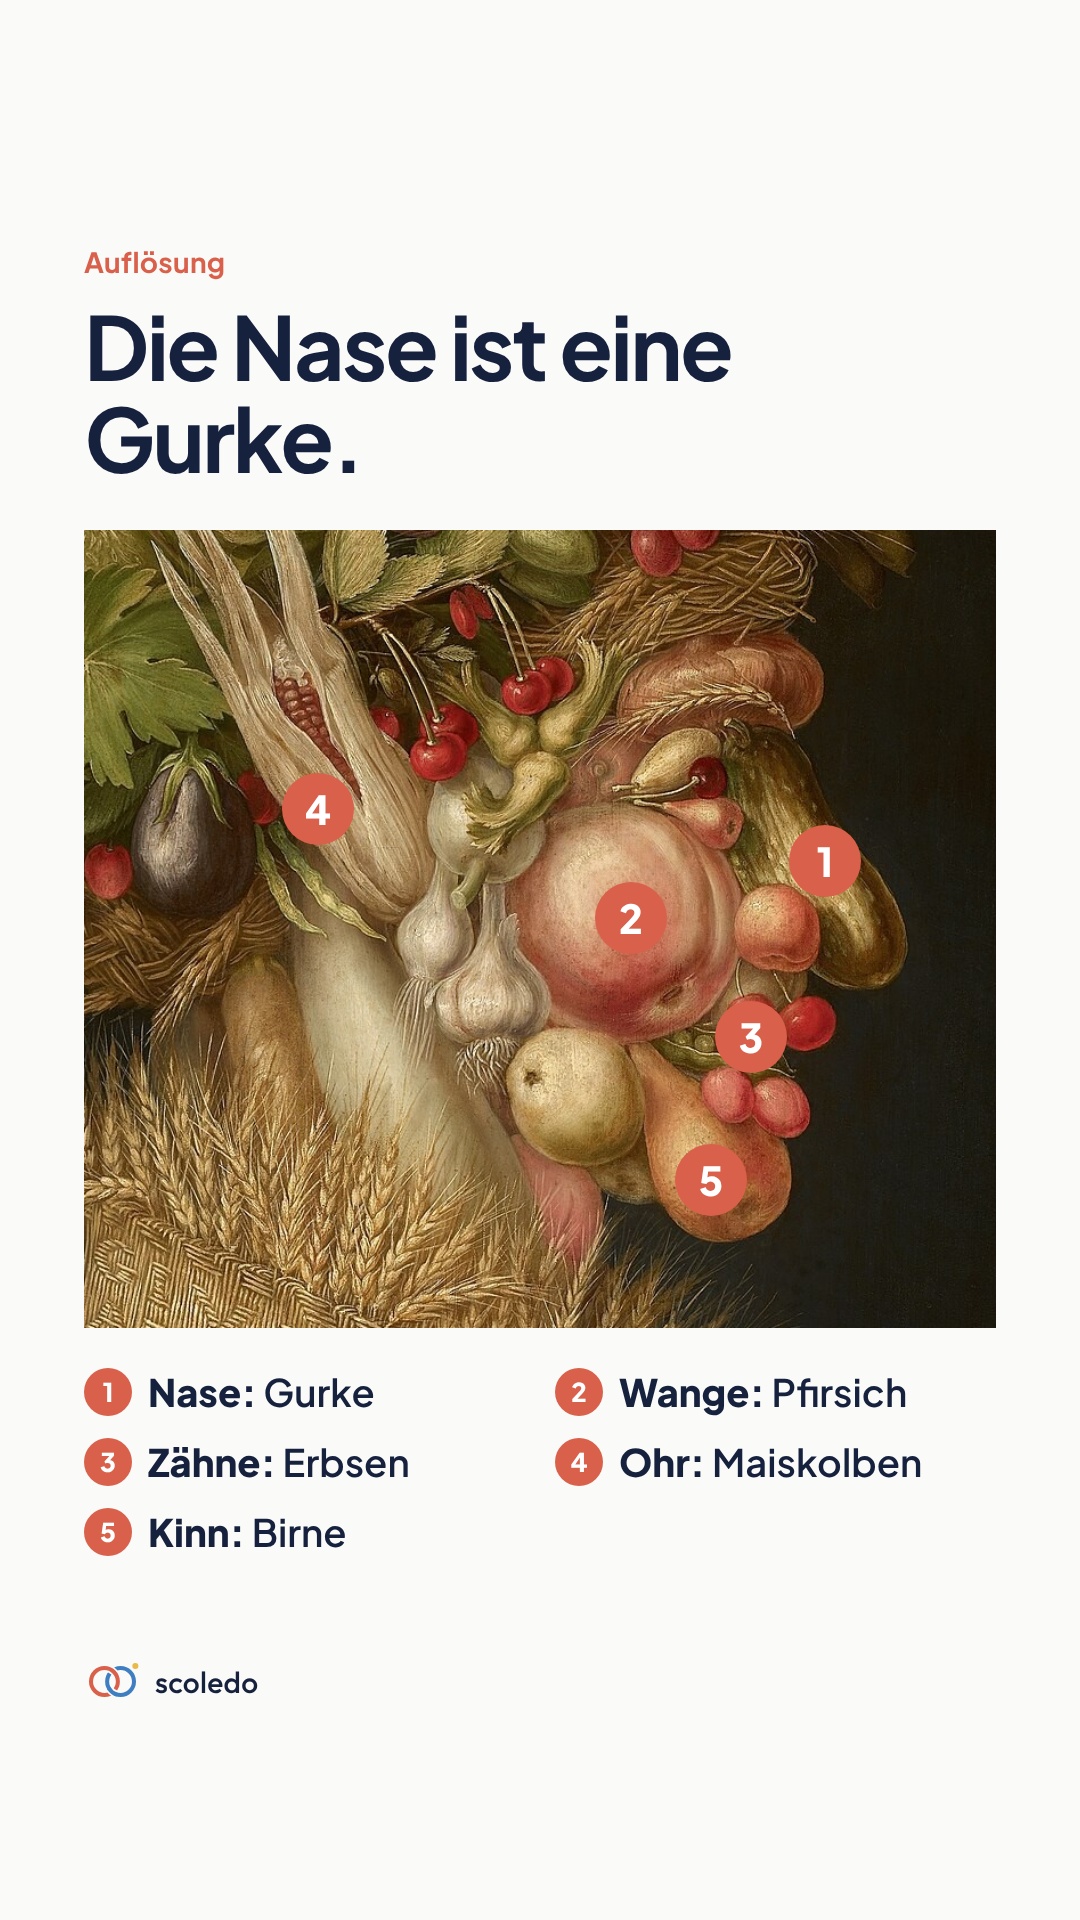 Auflösung
Die Nase ist eine
Gurke.
4
1
2
3
5
1 Nase: Gurke
2 Wange: Pfirsich
3 Zähne: Erbsen
4 Ohr: Maiskolben
5 Kinn: Birne
scoledo